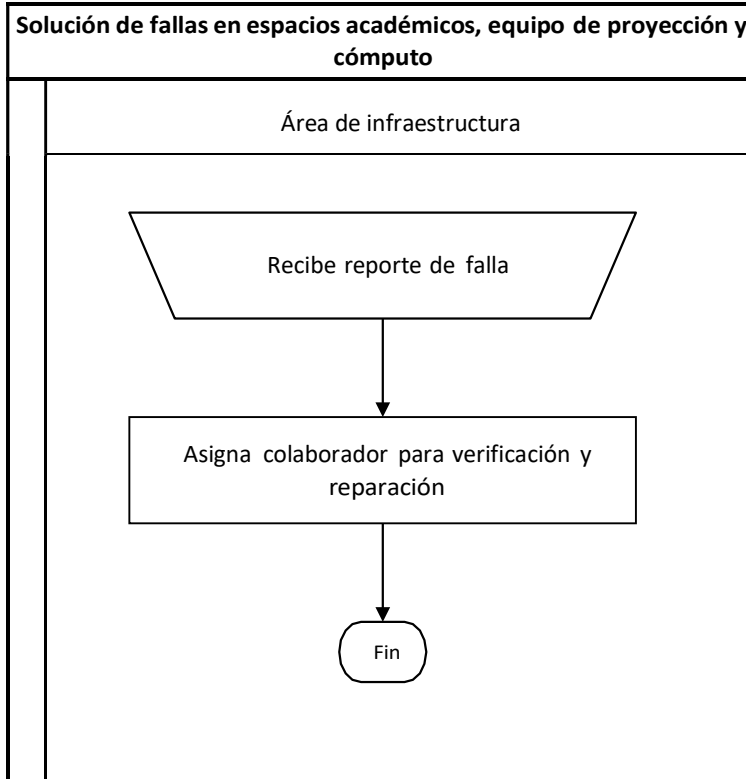 Solución de fallas en espacios académicos, equipo de proyección y
cómputo
Área de infraestructura
Recibe reporte de falla
Asigna colaborador para verificación y
reparación
Fin